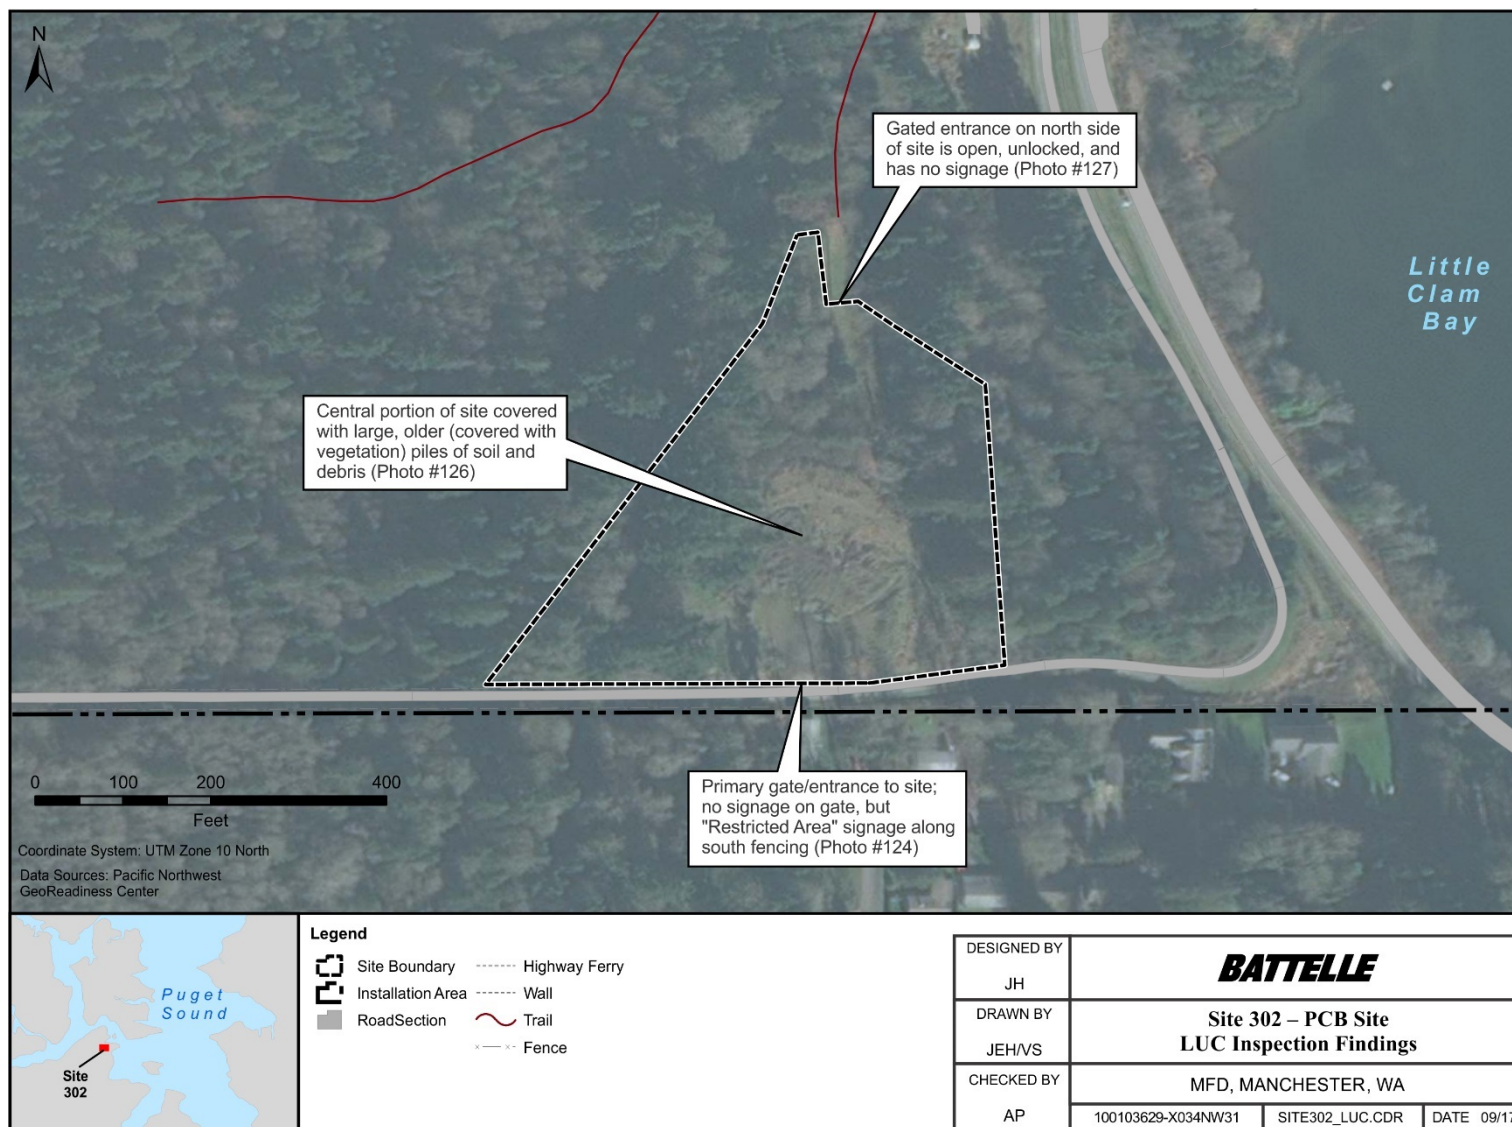 N
Gated entrance on north side
of site is open, unlocked, and
has no signage (Photo #127)
Little
Clam
Bay
Central portion of site covered
with large, older (covered with
vegetation) piles of soil and
debris (Photo #126)
Primary gate/entrance to site;
no signage on gate, but
"Restricted Area" signage along
south fencing (Photo #124)
0 100 200 400
Feet
Coordinate System: UTM Zone 10 North
Data Sources: Pacific Northwest
GeoReadiness Center
Puget
Sound
Site
302
Legend
Site Boundary
Installation Area
RoadSection
Highway Ferry
Wall
Trail
Fence
DESIGNED BY
JH
DRAWN BY
JEH/VS
CHECKED BY
AP
BATTELLE
Site 302 – PCB Site
LUC Inspection Findings
MFD, MANCHESTER, WA
100103629-X034NW31 SITE302_LUC.CDR DATE 09/17